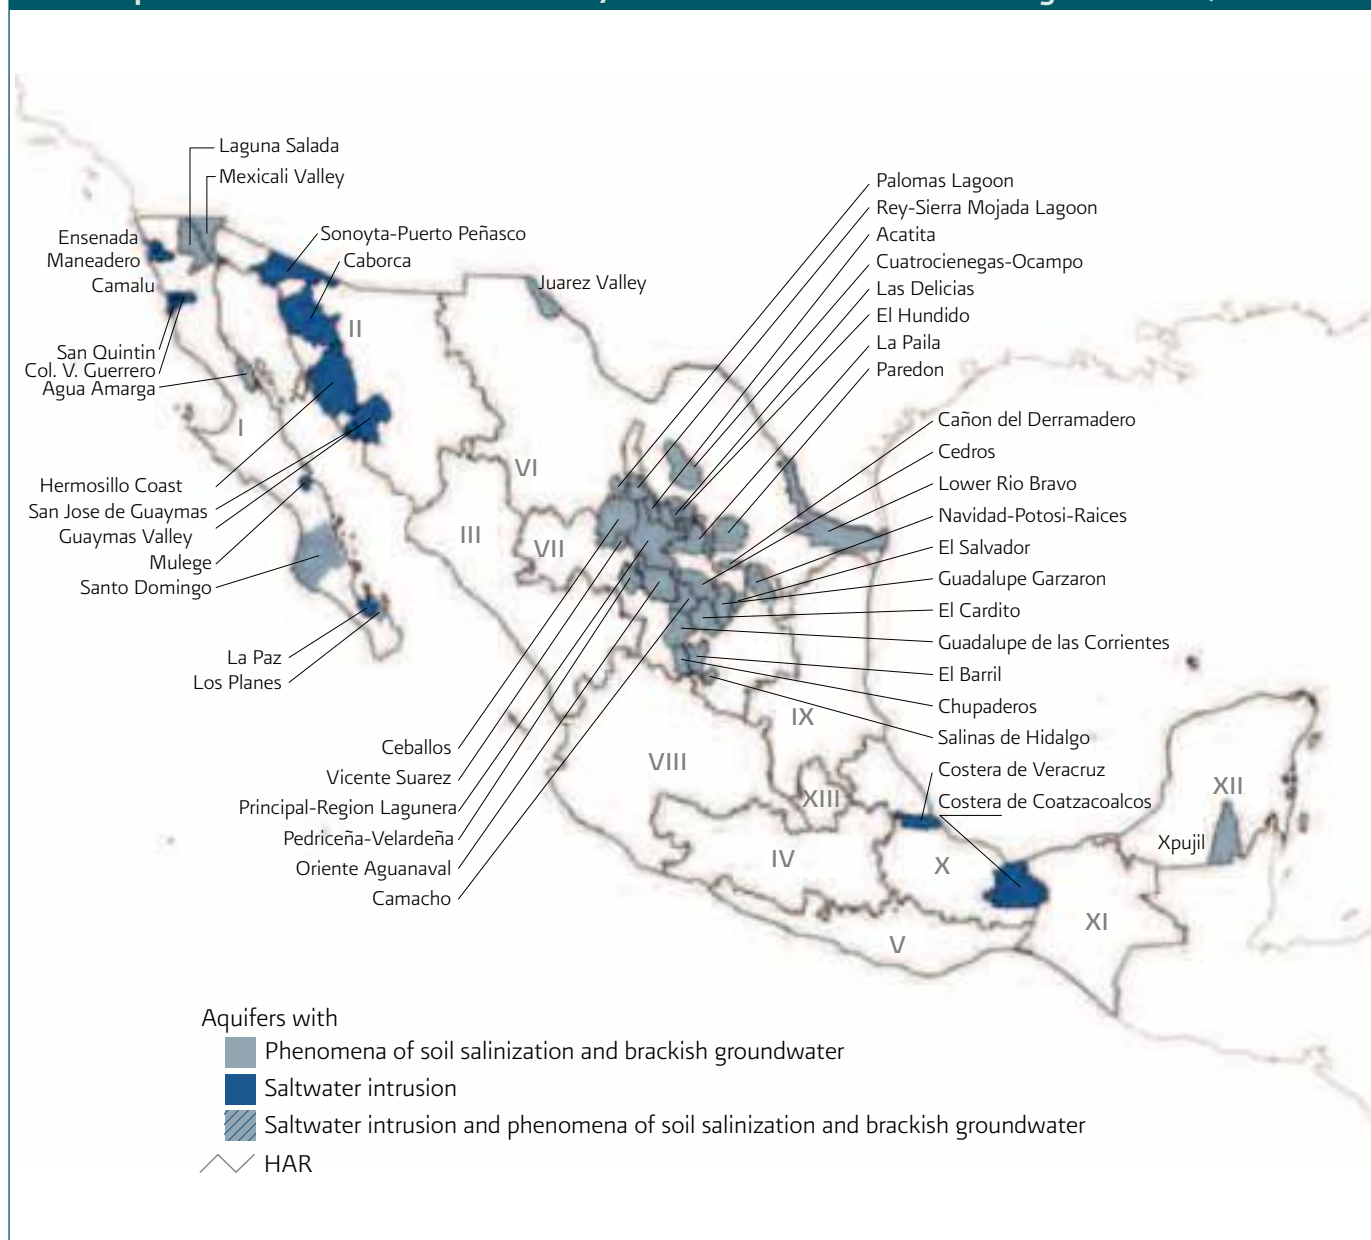 Laguna Salada
Mexicali Valley
Ensenada
Maneadero
Camalu
Sonoyta-Puerto Peñasco
Caborca
Juarez Valley
San Quintin
Col. V. Guerrero
Agua Amarga
Hermosillo Coast
San Jose de Guaymas
Guaymas Valley
Mulege
Santo Domingo
La Paz
Los Planes
Palomas Lagoon
Rey-Sierra Mojada Lagoon
Acatita
Cuatrocienegas-Ocampo
Las Delicias
El Hundido
La Paila
Paredon
Cañon del Derramadero
Cedros
Lower Rio Bravo
Navidad-Potosi-Raices
El Salvador
Guadalupe Garzaron
El Cardito
Guadalupe de las Corrientes
El Barril
Chupaderos
Salinas de Hidalgo
Costera de Veracruz
Costera de Coatzacoalcos
Ceballos
Vicente Suarez
Principal-Region Lagunera
Pedriceña-Velardeña
Oriente Aguanaval
Camacho
Xpujil
I
II
III
IV
V
VI
VII
VIII
IX
X
XI
XII
XIII
Aquifers with
Phenomena of soil salinization and brackish groundwater
Saltwater intrusion
Saltwater intrusion and phenomena of soil salinization and brackish groundwater
HAR